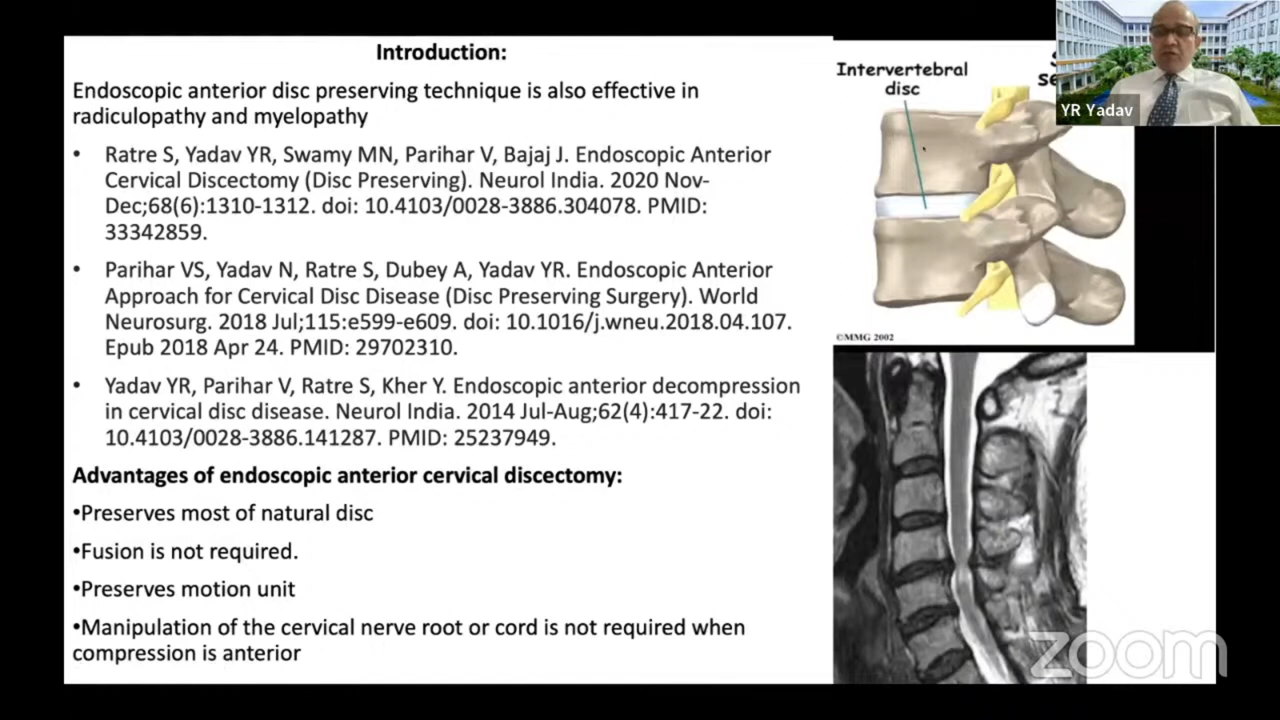 Introduction:
Endoscopic anterior disc preserving technique is also effective in
radiculopathy and myelopathy
• Ratre S, Yadav YR, Swamy MN, Parihar V, Bajaj J. Endoscopic Anterior
Cervical Discectomy (Disc Preserving). Neurol India. 2020 Nov-
Dec;68(6):1310-1312. doi: 10.4103/0028-3886.304078. PMID:
33342859.
• Parihar VS, Yadav N, Ratre S, Dubey A, Yadav YR. Endoscopic Anterior
Approach for Cervical Disc Disease (Disc Preserving Surgery). World
Neurosurg. 2018 Jul;115:e599-e609. doi: 10.1016/j.wneu.2018.04.107.
Epub 2018 Apr 24. PMID: 29702310.
• Yadav YR, Parihar V, Ratre S, Kher Y. Endoscopic anterior decompression
in cervical disc disease. Neurol India. 2014 Jul-Aug;62(4):417-22. doi:
10.4103/0028-3886.141287. PMID: 25237949.
Advantages of endoscopic anterior cervical discectomy:
•Preserves most of natural disc
•Fusion is not required.
•Preserves motion unit
•Manipulation of the cervical nerve root or cord is not required when
compression is anterior
Intervertebral
disc
©MMG 2002
YR Yadav
zoom